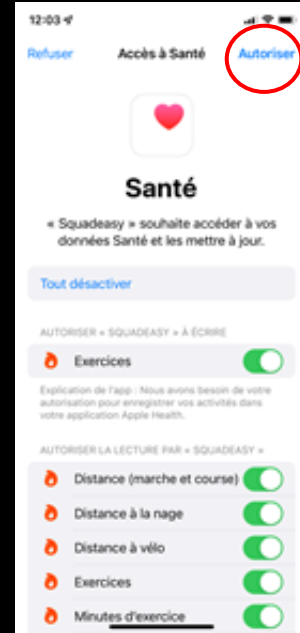 12:03
Refuser Accès à Santé Autoriser
Santé
« Squadeasy » souhaite accéder à vos
données Santé et les mettre à jour.
Tout désactiver
AUTORISER « SQUADEASY » À ÉCRIRE
Exercices
Explication de l'app : Nous avons besoin de votre
autorisation pour enregistrer vos activités dans
votre application Apple Health.
AUTORISER LA LECTURE PAR « SQUADEASY »
Distance (marche et course)
Distance à la nage
Distance à vélo
Exercices
Minutes d'exercice